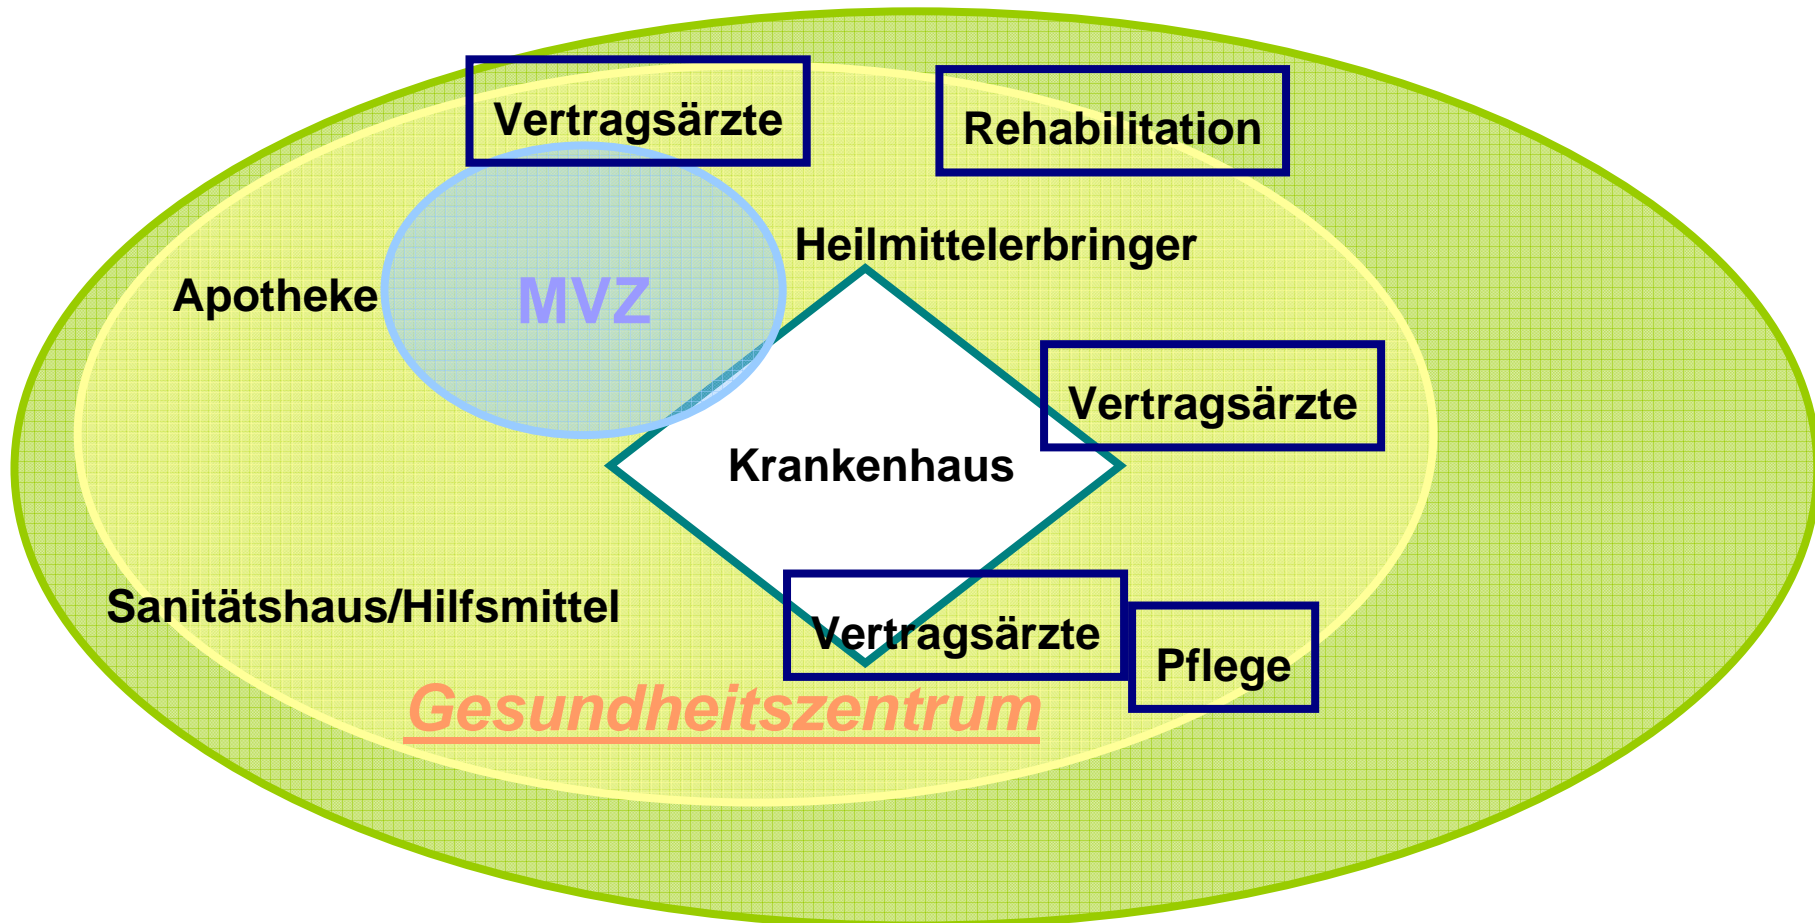 Vertragsärzte
Rehabilitation
Heilmittelerbringer
Apotheke
MVZ
Vertragsärzte
Krankenhaus
Sanitätshaus/Hilfsmittel
Vertragsärzte
Pflege
Gesundheitszentrum